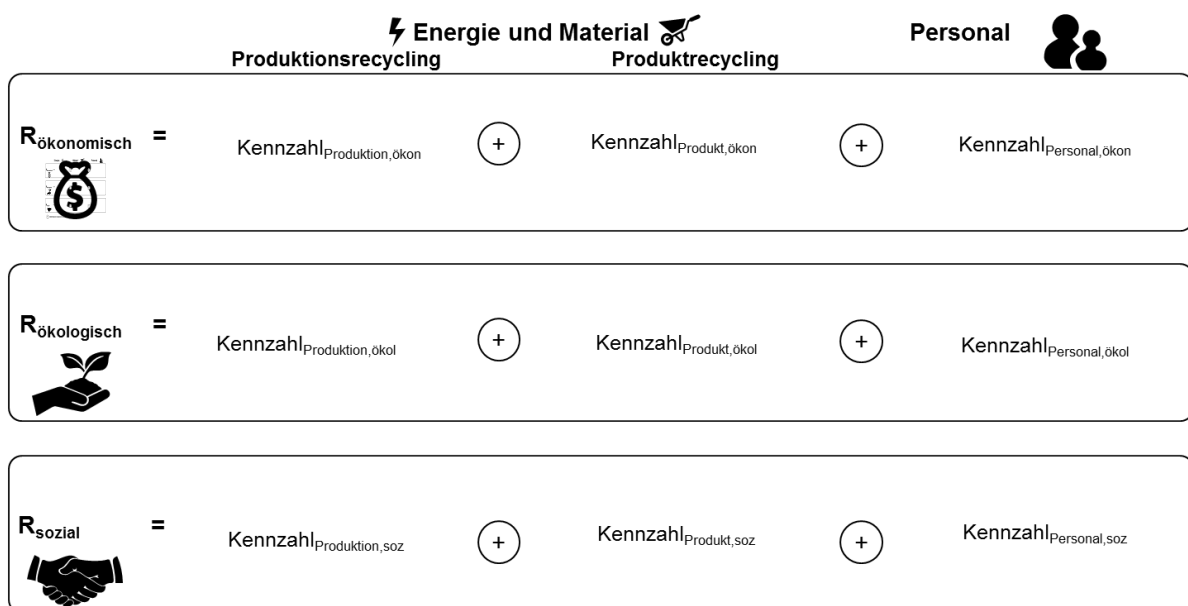 Energie und Material Personal
Produktionsrecycling Produktrecycling
Rökonomisch = KennzahlProduktion,ökon + KennzahlProdukt,ökon + KennzahlPersonal,ökon
$
Rökologisch = KennzahlProduktion,ökol + KennzahlProdukt,ökol + KennzahlPersonal,ökol
Rsozial = KennzahlProduktion,soz + KennzahlProdukt,soz + KennzahlPersonal,soz